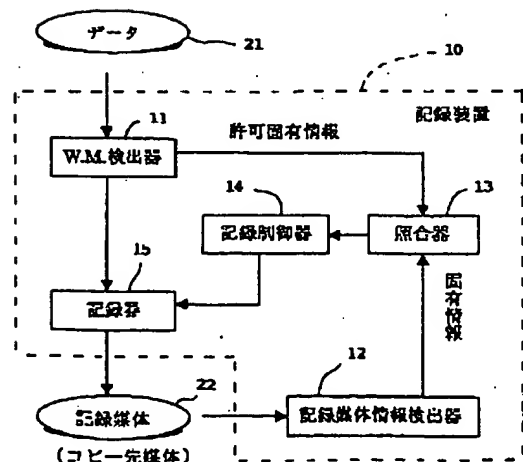 データ
21
10
記録装置
11
W.M.検出器
許可固有情報
14
13
記録制御器
照合器
15
記録器
固有情報
12
22
記録媒体
記録媒体情報検出器
(コピー先媒体)